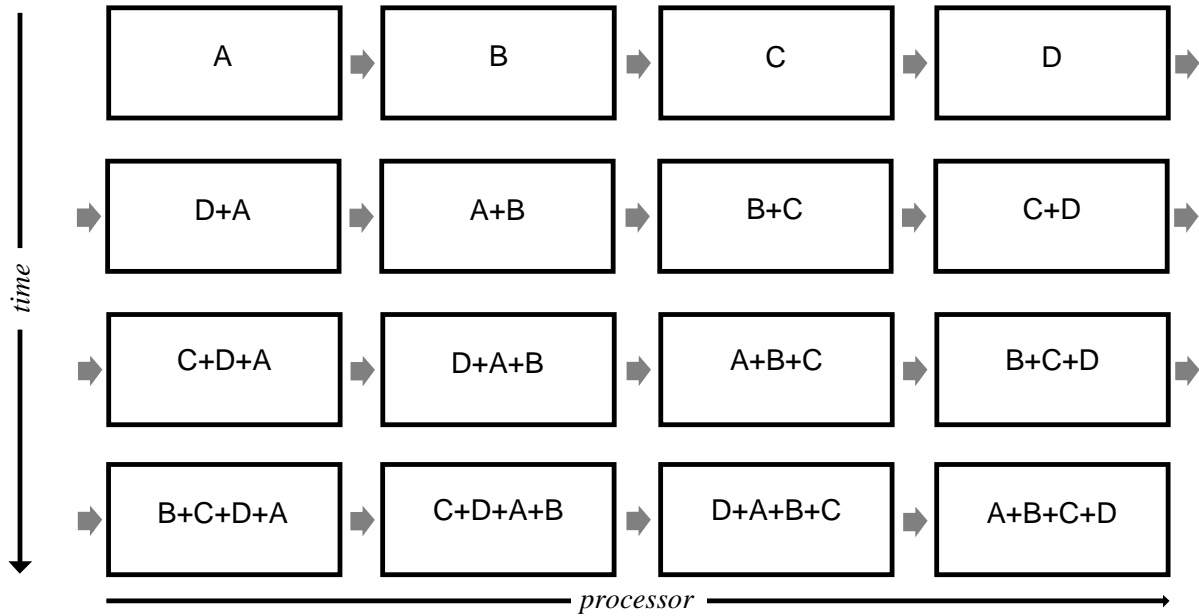 A
B
C
D
D+A
A+B
B+C
C+D
C+D+A
D+A+B
A+B+C
B+C+D
B+C+D+A
C+D+A+B
D+A+B+C
A+B+C+D
time
processor